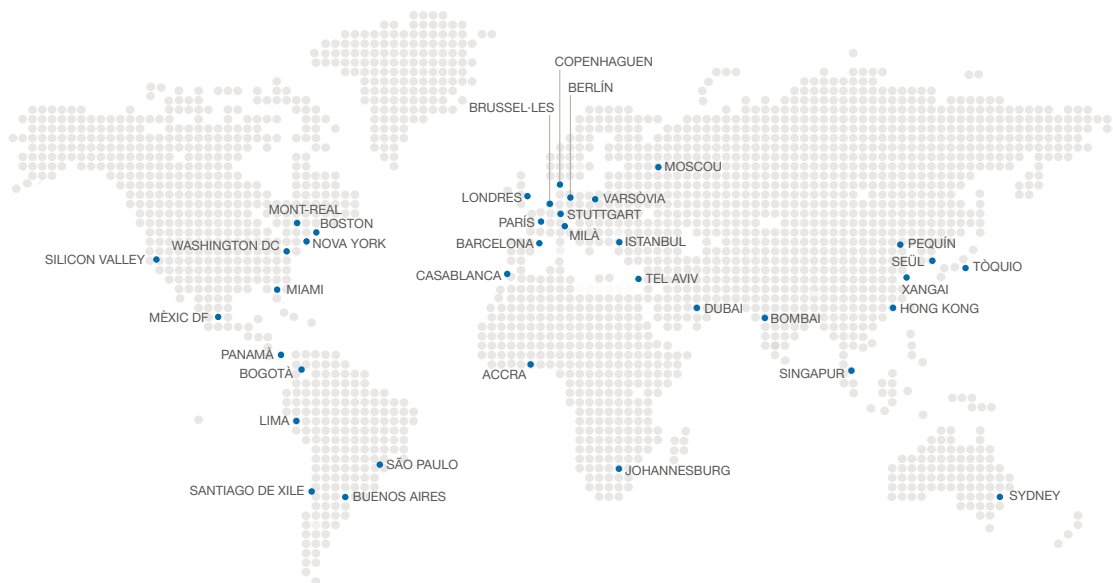 COPENHAGUEN
BERLÍN
BRUSSEL·LES
MOSCOU
LONDRES
VARSÒVIA
MONT-REAL
STUTTGART
BOSTON
PARÍS
MILÀ
WASHINGTON DC
NOVA YORK
BARCELONA
ISTANBUL
PEQUÍN
SILICON VALLEY
SEÜL
TÒQUIO
CASABLANCA
TEL AVIV
XANGAI
MIAMI
DUBAI
HONG KONG
MÈXIC DF
BOMBAI
PANAMÀ
BOGOTÀ
ACCRA
SINGAPUR
LIMA
SÃO PAULO
JOHANNESBURG
SANTIAGO DE XILE
BUENOS AIRES
SYDNEY